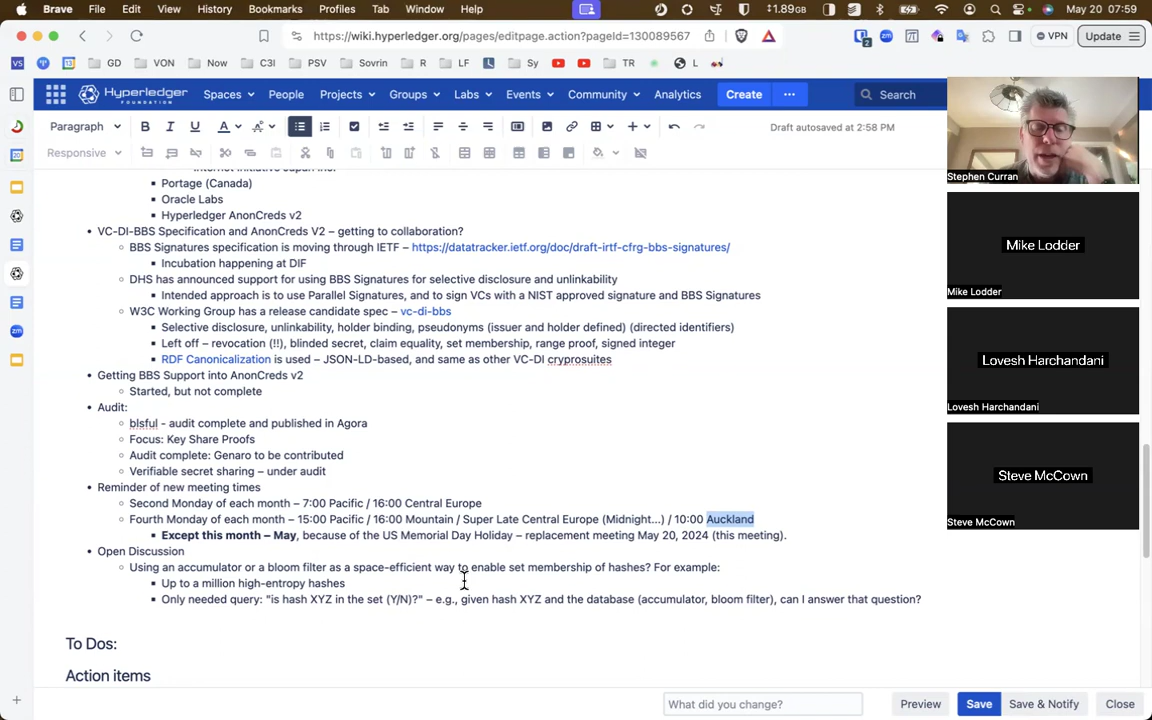 Brave File Edit View History Bookmarks Profiles Tab Window Help 1.89GB May 20 07:59
https://wiki.hyperledger.org/pages/editpage.action?pageId=130089567 VPN Update
GD VON Now C3I PSV Sovrin R LF Sy TR L
HYPERLEDGER FOUNDATION Spaces People Projects Groups Labs Events Community Analytics Create Search
Paragraph B I U A Draft autosaved at 2:58 PM
Responsive
Portage (Canada)
Oracle Labs
Hyperledger AnonCreds v2
VC-DI-BBS Specification and AnonCreds V2 – getting to collaboration?
BBS Signatures specification is moving through IETF – https://datatracker.ietf.org/doc/draft-irtf-cfrg-bbs-signatures/
Incubation happening at DIF
DHS has announced support for using BBS Signatures for selective disclosure and unlinkability
Intended approach is to use Parallel Signatures, and to sign VCs with a NIST approved signature and BBS Signatures
W3C Working Group has a release candidate spec – vc-di-bbs
Selective disclosure, unlinkability, holder binding, pseudonyms (issuer and holder defined) (directed identifiers)
Left off – revocation (!!), blinded secret, claim equality, set membership, range proof, signed integer
RDF Canonicalization is used – JSON-LD-based, and same as other VC-DI cryprosuites
Getting BBS Support into AnonCreds v2
Started, but not complete
Audit:
blsful - audit complete and published in Agora
Focus: Key Share Proofs
Audit complete: Genaro to be contributed
Verifiable secret sharing – under audit
Reminder of new meeting times
Second Monday of each month – 7:00 Pacific / 16:00 Central Europe
Fourth Monday of each month – 15:00 Pacific / 16:00 Mountain / Super Late Central Europe (Midnight...) / 10:00 Auckland
Except this month – May, because of the US Memorial Day Holiday – replacement meeting May 20, 2024 (this meeting).
Open Discussion
Using an accumulator or a bloom filter as a space-efficient way to enable set membership of hashes? For example:
Up to a million high-entropy hashes
Only needed query: "is hash XYZ in the set (Y/N)?" – e.g., given hash XYZ and the database (accumulator, bloom filter), can I answer that question?
To Dos:
Action items
What did you change? Preview Save Save & Notify Close
Stephen Curran
Mike Lodder
Mike Lodder
Lovesh Harchandani
Lovesh Harchandani
Steve McCown
Steve McCown